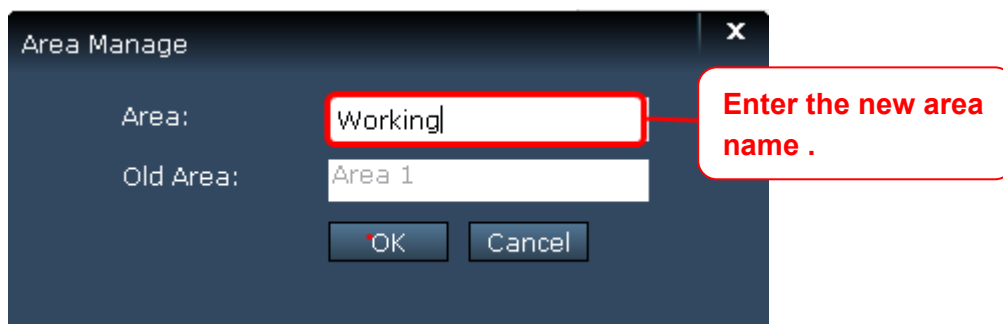 Area Manage
x
Area:
Working
Enter the new area
name .
Old Area:
Area 1
OK
Cancel